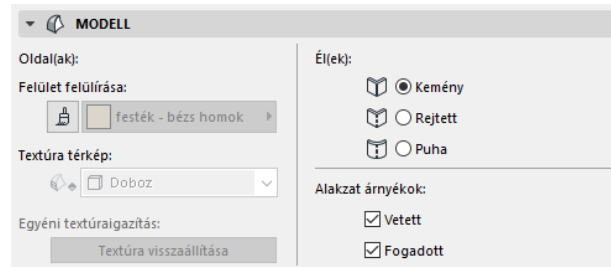 MODELL
Oldal(ak):
Felület felülírása:
festék - bézs homok
Textúra térkép:
Doboz
Egyéni textúraigazítás:
Textúra visszaállítása
Él(ek):
Kemény
Rejtett
Puha
Alakzat árnyékok:
Vetett
Fogadott